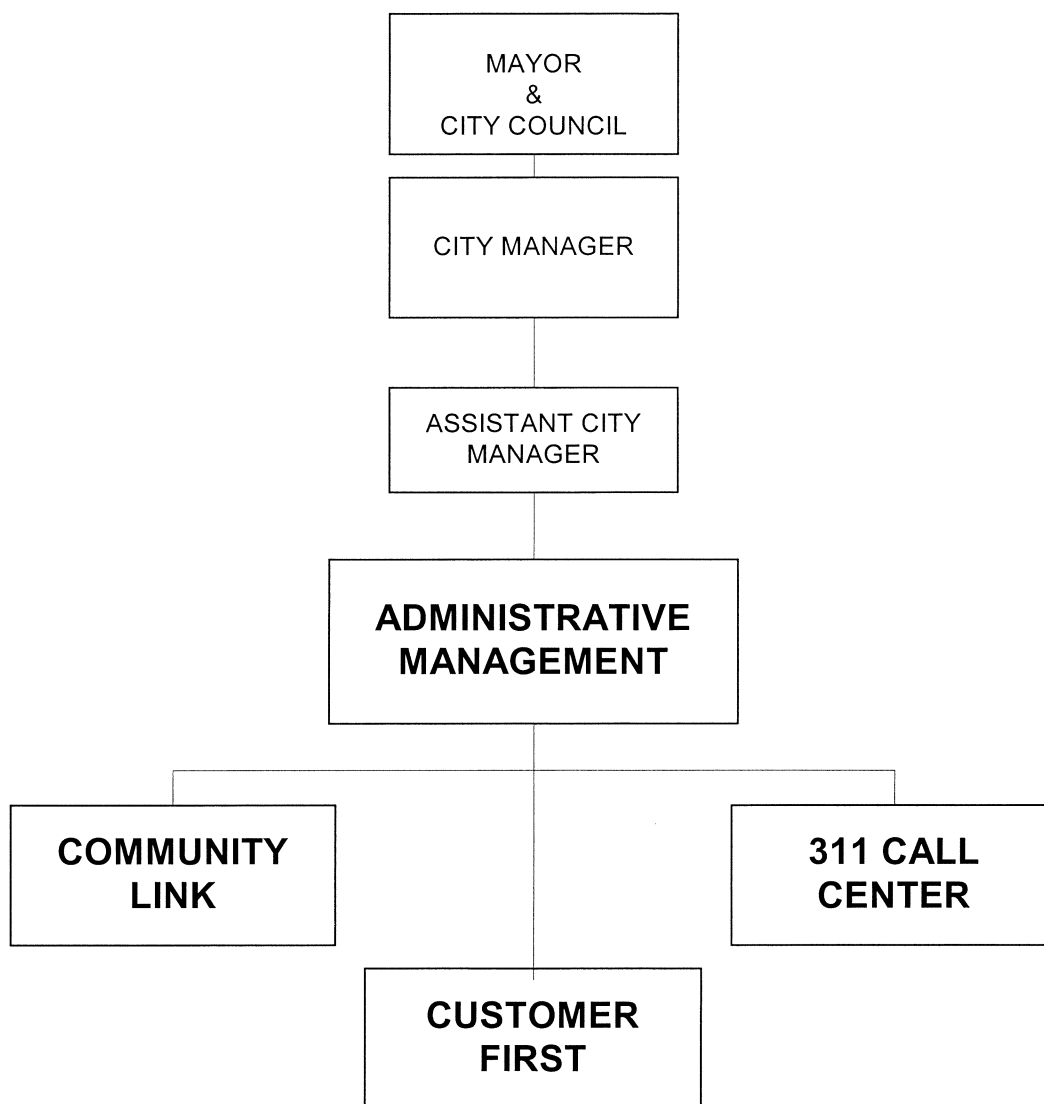 MAYOR
&
CITY COUNCIL
CITY MANAGER
ASSISTANT CITY
MANAGER
ADMINISTRATIVE
MANAGEMENT
COMMUNITY
LINK
311 CALL
CENTER
CUSTOMER
FIRST